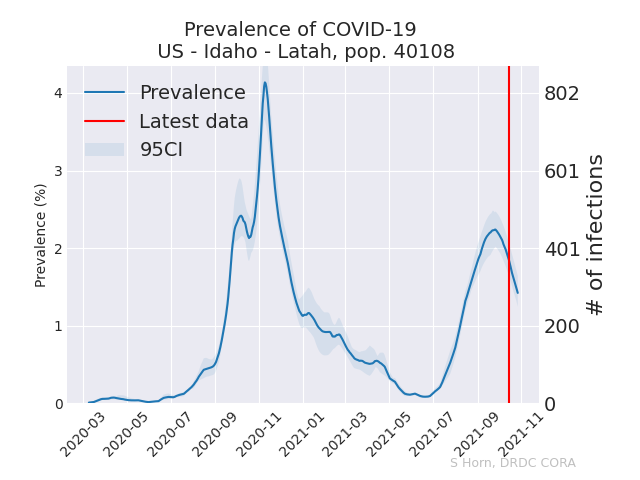 Prevalence of COVID-19
US - Idaho - Latah, pop. 40108
Prevalence
Latest data
95CI
Prevalence (%)
4
3
2
1
0
802
601
401
200
0
# of infections
2020-03
2020-05
2020-07
2020-09
2020-11
2021-01
2021-03
2021-05
2021-07
2021-09
2021-11
S Horn, DRDC CORA